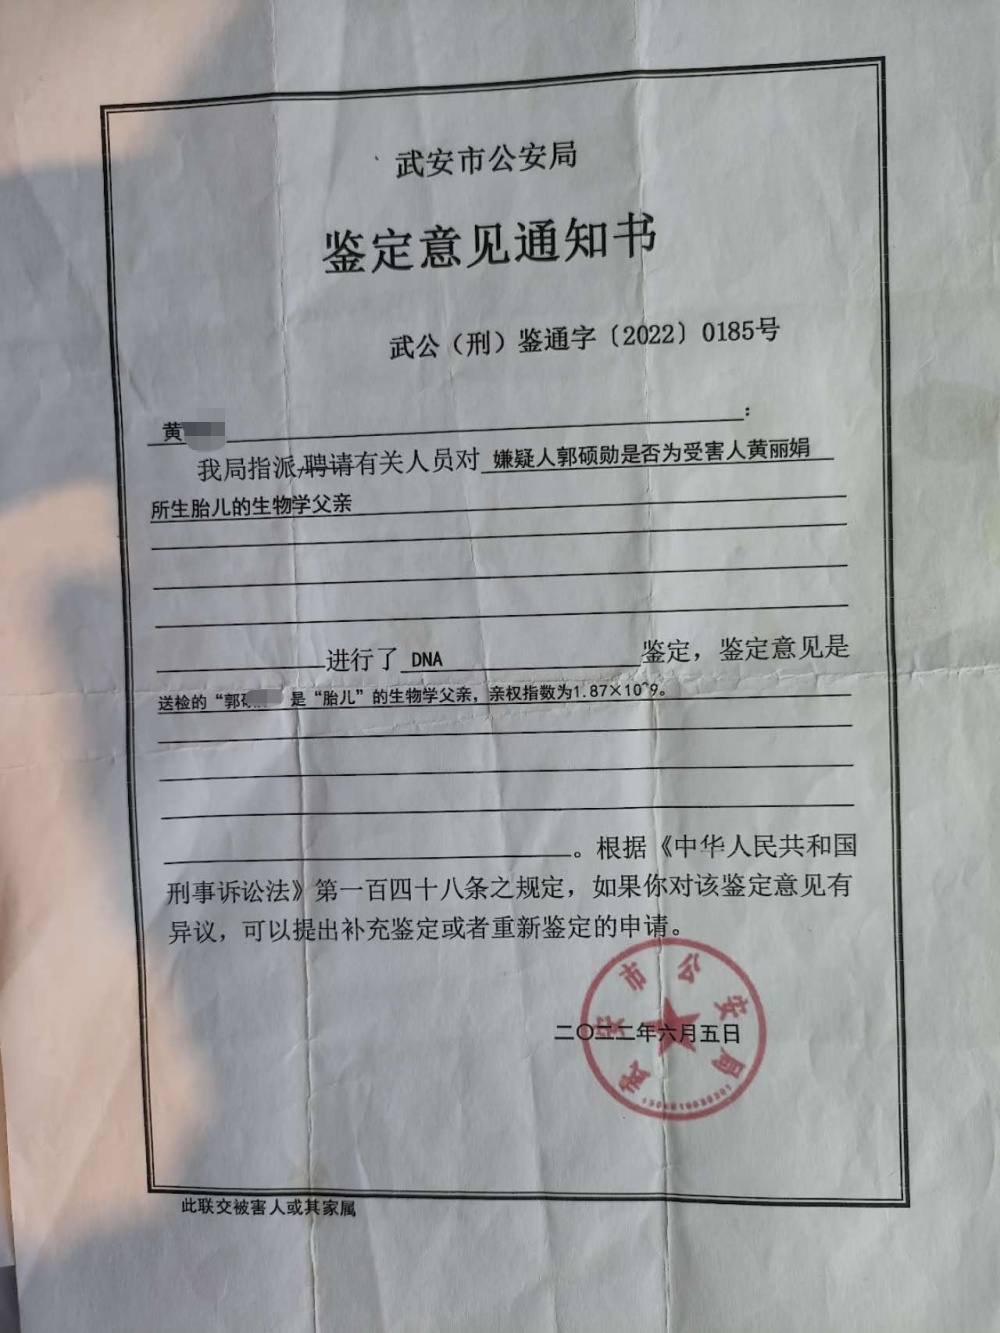 武安市公安局
鉴定意见通知书
武公（刑）鉴通字〔2022〕0185号
黄：
我局指派,聘请有关人员对 嫌疑人郭硕勋是否为受害人黄丽娟
所生胎儿的生物学父亲
进行了 DNA 鉴定，鉴定意见是
送检的“郭 是“胎儿”的生物学父亲，亲权指数为1.87×10^9。
。根据《中华人民共和国
刑事诉讼法》第一百四十八条之规定，如果你对该鉴定意见有
异议，可以提出补充鉴定或者重新鉴定的申请。
武安市公安局
二〇二二年六月五日
此联交被害人或其家属